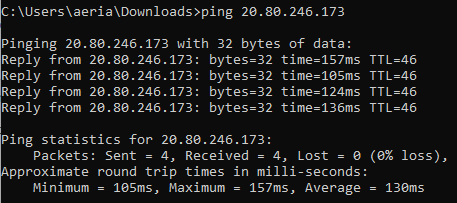 C:\Users\aeria\Downloads>ping 20.80.246.173
Pinging 20.80.246.173 with 32 bytes of data:
Reply from 20.80.246.173: bytes=32 time=157ms TTL=46
Reply from 20.80.246.173: bytes=32 time=105ms TTL=46
Reply from 20.80.246.173: bytes=32 time=124ms TTL=46
Reply from 20.80.246.173: bytes=32 time=136ms TTL=46
Ping statistics for 20.80.246.173:
    Packets: Sent = 4, Received = 4, Lost = 0 (0% loss),
Approximate round trip times in milli-seconds:
    Minimum = 105ms, Maximum = 157ms, Average = 130ms